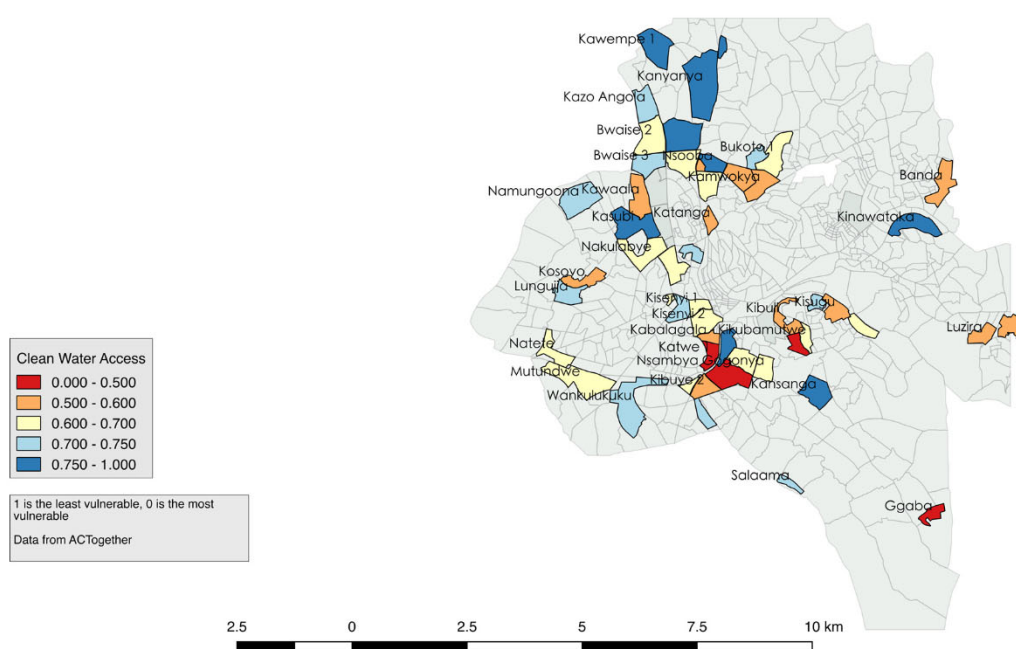 Kawempe 1
Kanyanya
Kazo Angola
Bwaise 2
Bukoto 1
Bwaise 3
Nsooba
Kamwokya
Banda
Namungoona
Kawaala
Kasubi
Katanga
Kinawataka
Nakulabye
Kosovo
Lungujja
Kisenyi 1
Kisenyi 2
Kibuli
Kisugu
Kabalagala
Kikubamutwe
Luzira
Natete
Katwe
Nsambya Gogonya
Mutundwe
Kibuye 2
Kansanga
Wankulukuku
Salaama
Ggaba
Clean Water Access
0.000 - 0.500
0.500 - 0.600
0.600 - 0.700
0.700 - 0.750
0.750 - 1.000
1 is the least vulnerable, 0 is the most
vulnerable
Data from ACTogether
2.5 0 2.5 5 7.5 10 km